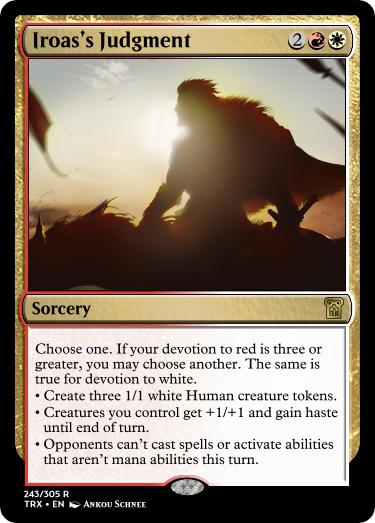 Iroas's Judgment 2
Sorcery
Choose one. If your devotion to red is three or
greater, you may choose another. The same is
true for devotion to white.
• Create three 1/1 white Human creature tokens.
• Creatures you control get +1/+1 and gain haste
until end of turn.
• Opponents can't cast spells or activate abilities
that aren't mana abilities this turn.
243/305 R
TRX • EN Ankou Schnee